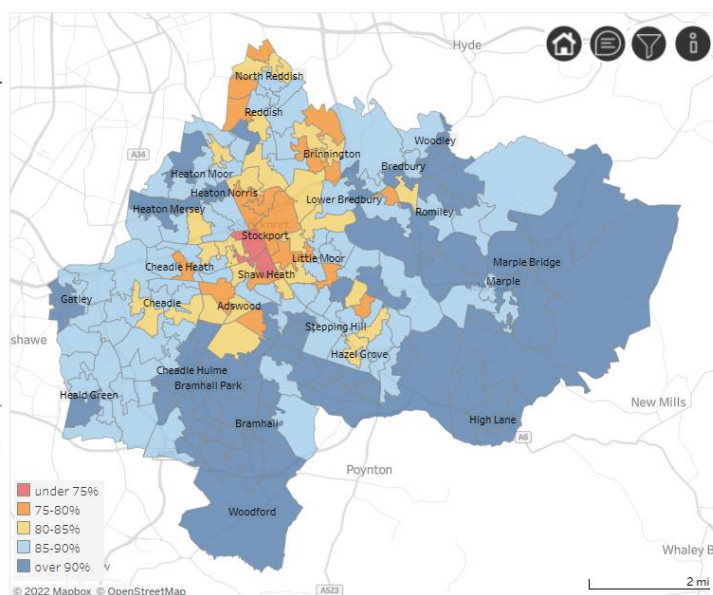 Hyde
North Reddish
Reddish
A34
Brinnington
Woodley
Bredbury
Heaton Moor
Heaton Norris
Lower Bredbury
Heaton Mersey
Romiley
Stockport
Little Moor
Marple Bridge
Cheadle Heath
Shaw Heath
Marple
Gatley
Cheadle
Adswood
shawe
Stepping Hill
Hazel Grove
Cheadle Hulme
Bramhall Park
Heald Green
New Mills
Bramhall
High Lane
A6
Poynton
under 75%
75-80%
80-85%
85-90%
over 90%
w
Woodford
Whaley B
2 mi
© 2022 Mapbox © OpenStreetMap
A523